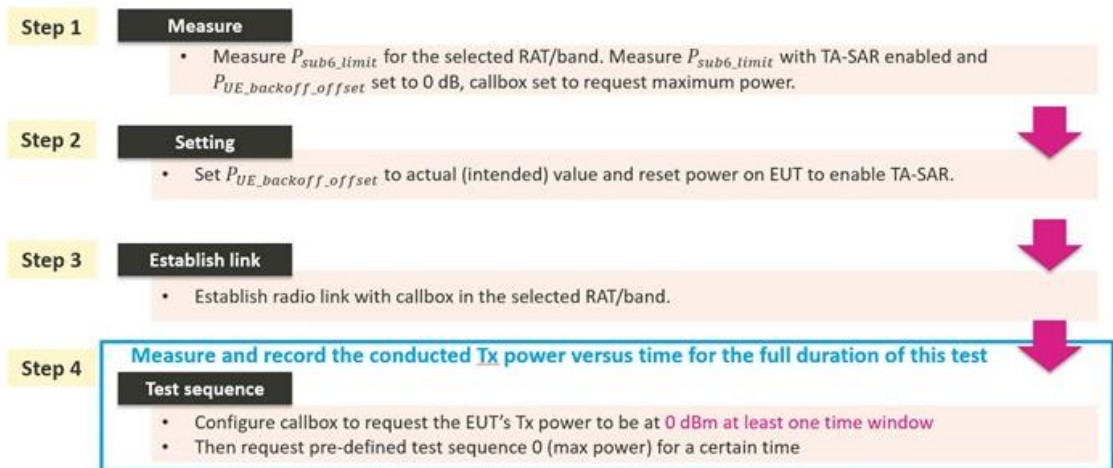 Step 1
Measure
• Measure P_sub6_limit for the selected RAT/band. Measure P_sub6_limit with TA-SAR enabled and
P_UE_backoff_offset set to 0 dB, callbox set to request maximum power.
Step 2
Setting
• Set P_UE_backoff_offset to actual (intended) value and reset power on EUT to enable TA-SAR.
Step 3
Establish link
• Establish radio link with callbox in the selected RAT/band.
Step 4
Measure and record the conducted Tx power versus time for the full duration of this test
Test sequence
• Configure callbox to request the EUT's Tx power to be at 0 dBm at least one time window
• Then request pre-defined test sequence 0 (max power) for a certain time